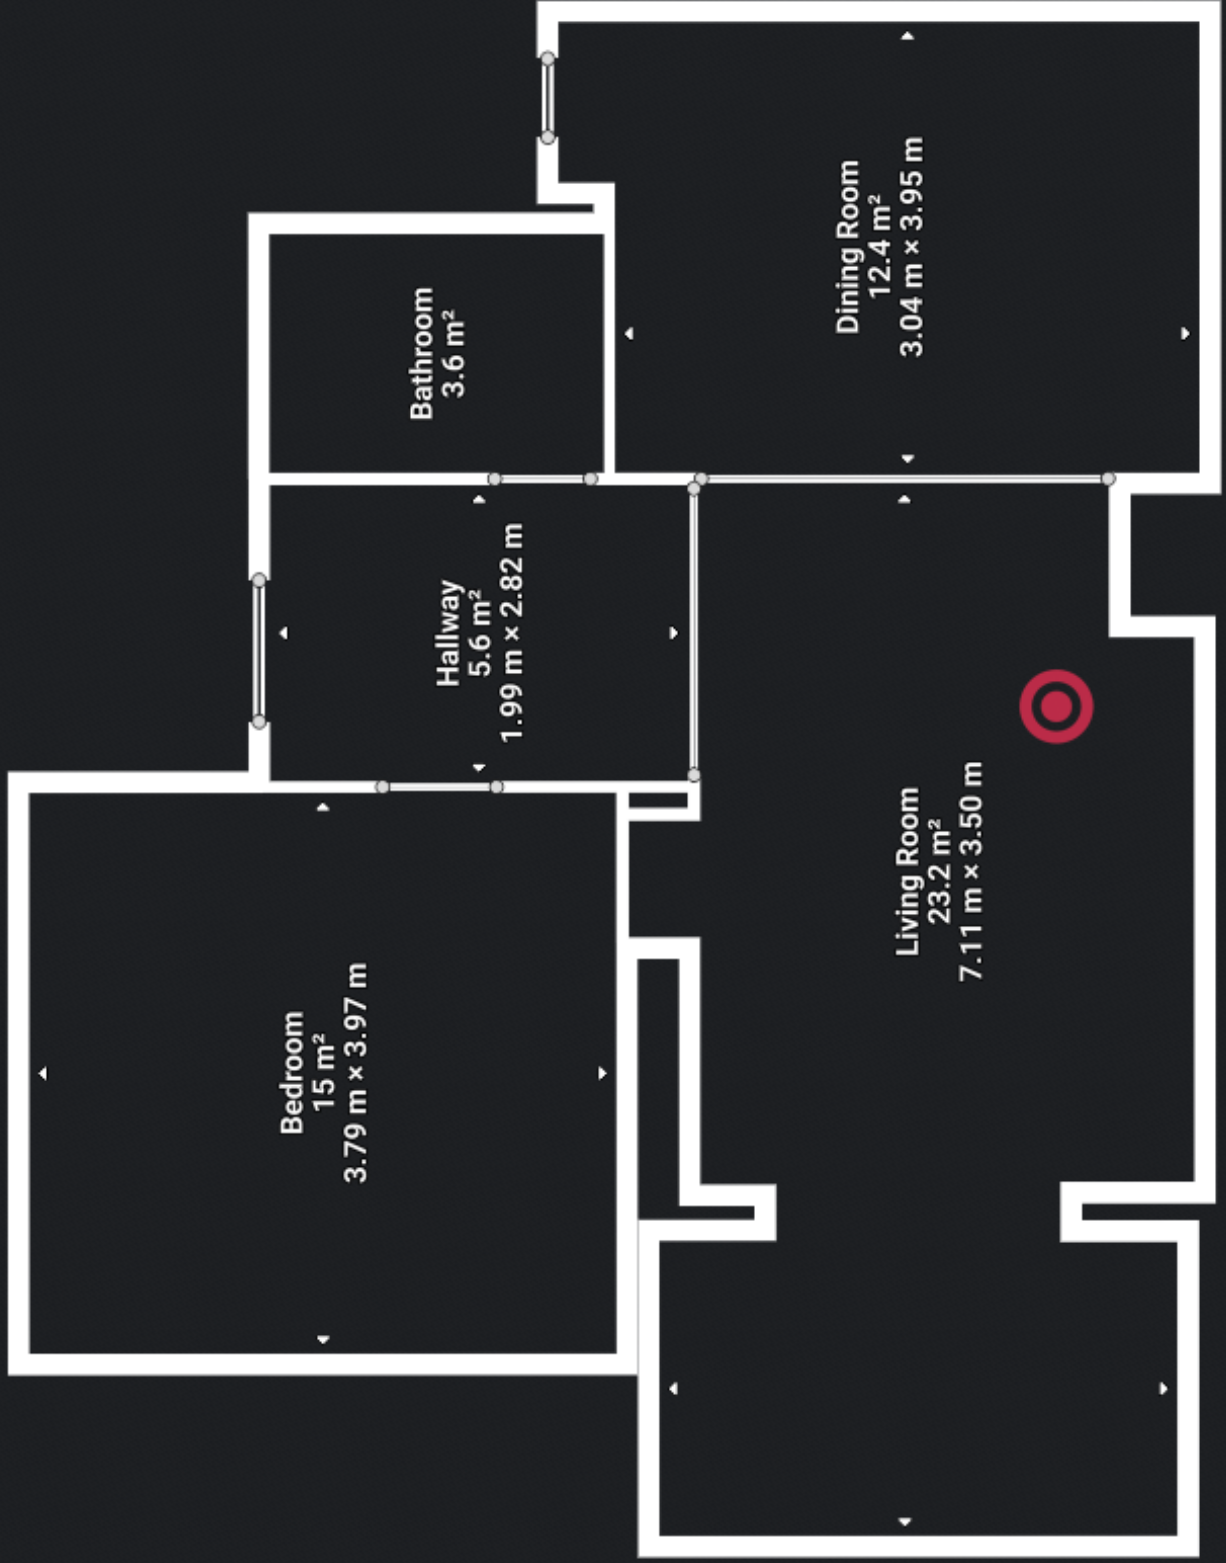 Bathroom
3.6 m²
Dining Room
12.4 m²
3.04 m × 3.95 m
Hallway
5.6 m²
1.99 m × 2.82 m
Bedroom
15 m²
3.79 m × 3.97 m
Living Room
23.2 m²
7.11 m × 3.50 m